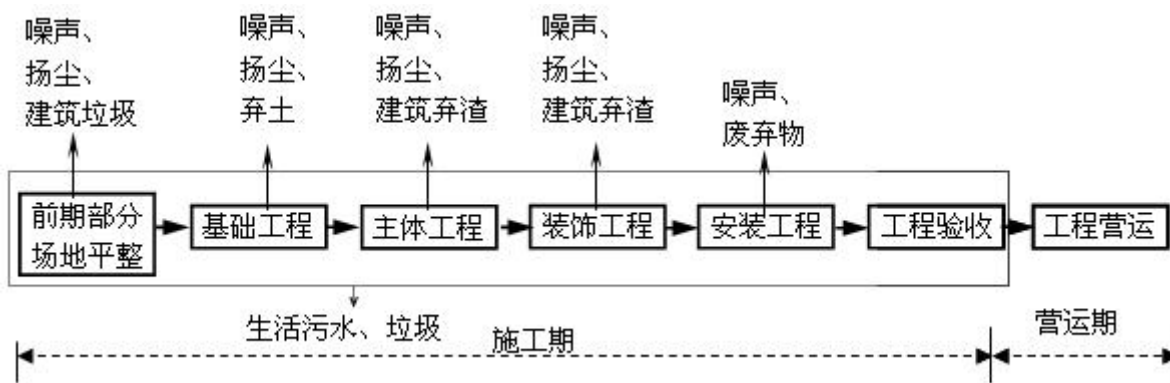 噪声、
扬尘、
建筑垃圾
噪声、
扬尘、
弃土
噪声、
扬尘、
建筑弃渣
噪声、
扬尘、
建筑弃渣
噪声、
废弃物
前期部分
场地平整
基础工程
主体工程
装饰工程
安装工程
工程验收
工程营运
生活污水、垃圾
施工期
营运期